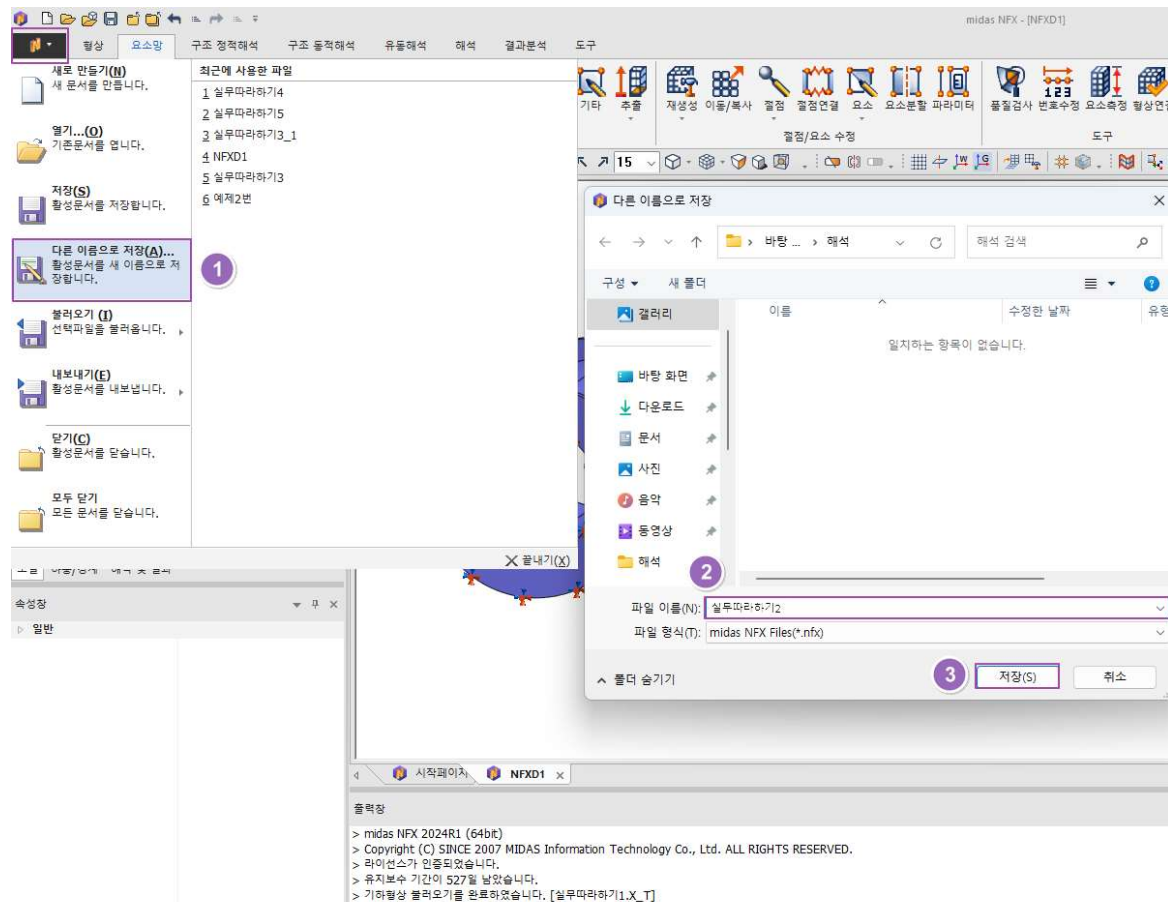 midas NFX - [NFXD1]
형상 요소망 구조 정적해석 구조 동적해석 유동해석 해석 결과분석 도구
새로 만들기(N)
새 문서를 만듭니다.
열기...(O)
기존문서를 엽니다.
저장(S)
활성문서를 저장합니다.
다른 이름으로 저장(A)...
활성문서를 새 이름으로 저
장합니다.
불러오기 (I)
선택파일을 불러옵니다.
내보내기(E)
활성문서를 내보냅니다.
닫기(C)
활성문서를 닫습니다.
모두 닫기
모든 문서를 닫습니다.
최근에 사용한 파일
1 실무따라하기4
2 실무따라하기5
3 실무따라하기3_1
4 NFXD1
5 실무따라하기3
6 예제2번
1
끝내기(X)
기타 추출 재생성 이동/복사 절점 절점연결 요소 요소분할 파라미터 품질검사 번호수정 요소측정 형상연
절점/요소 수정 도구
15
다른 이름으로 저장
바탕 ... › 해석
해석 검색
구성 새 폴더
갤러리
바탕 화면
다운로드
문서
사진
음악
동영상
해석
이름 수정한 날짜 유형
일치하는 항목이 없습니다.
2
파일 이름(N): 실무따라하기2
파일 형식(T): midas NFX Files(*.nfx)
폴더 숨기기
3
저장(S) 취소
속성창
일반
시작페이지 NFXD1
출력창
> midas NFX 2024R1 (64bit)
> Copyright (C) SINCE 2007 MIDAS Information Technology Co., Ltd. ALL RIGHTS RESERVED.
> 라이선스가 인증되었습니다.
> 유지보수 기간이 527일 남았습니다.
> 기하형상 불러오기를 완료하였습니다. [실무따라하기1.X_T]